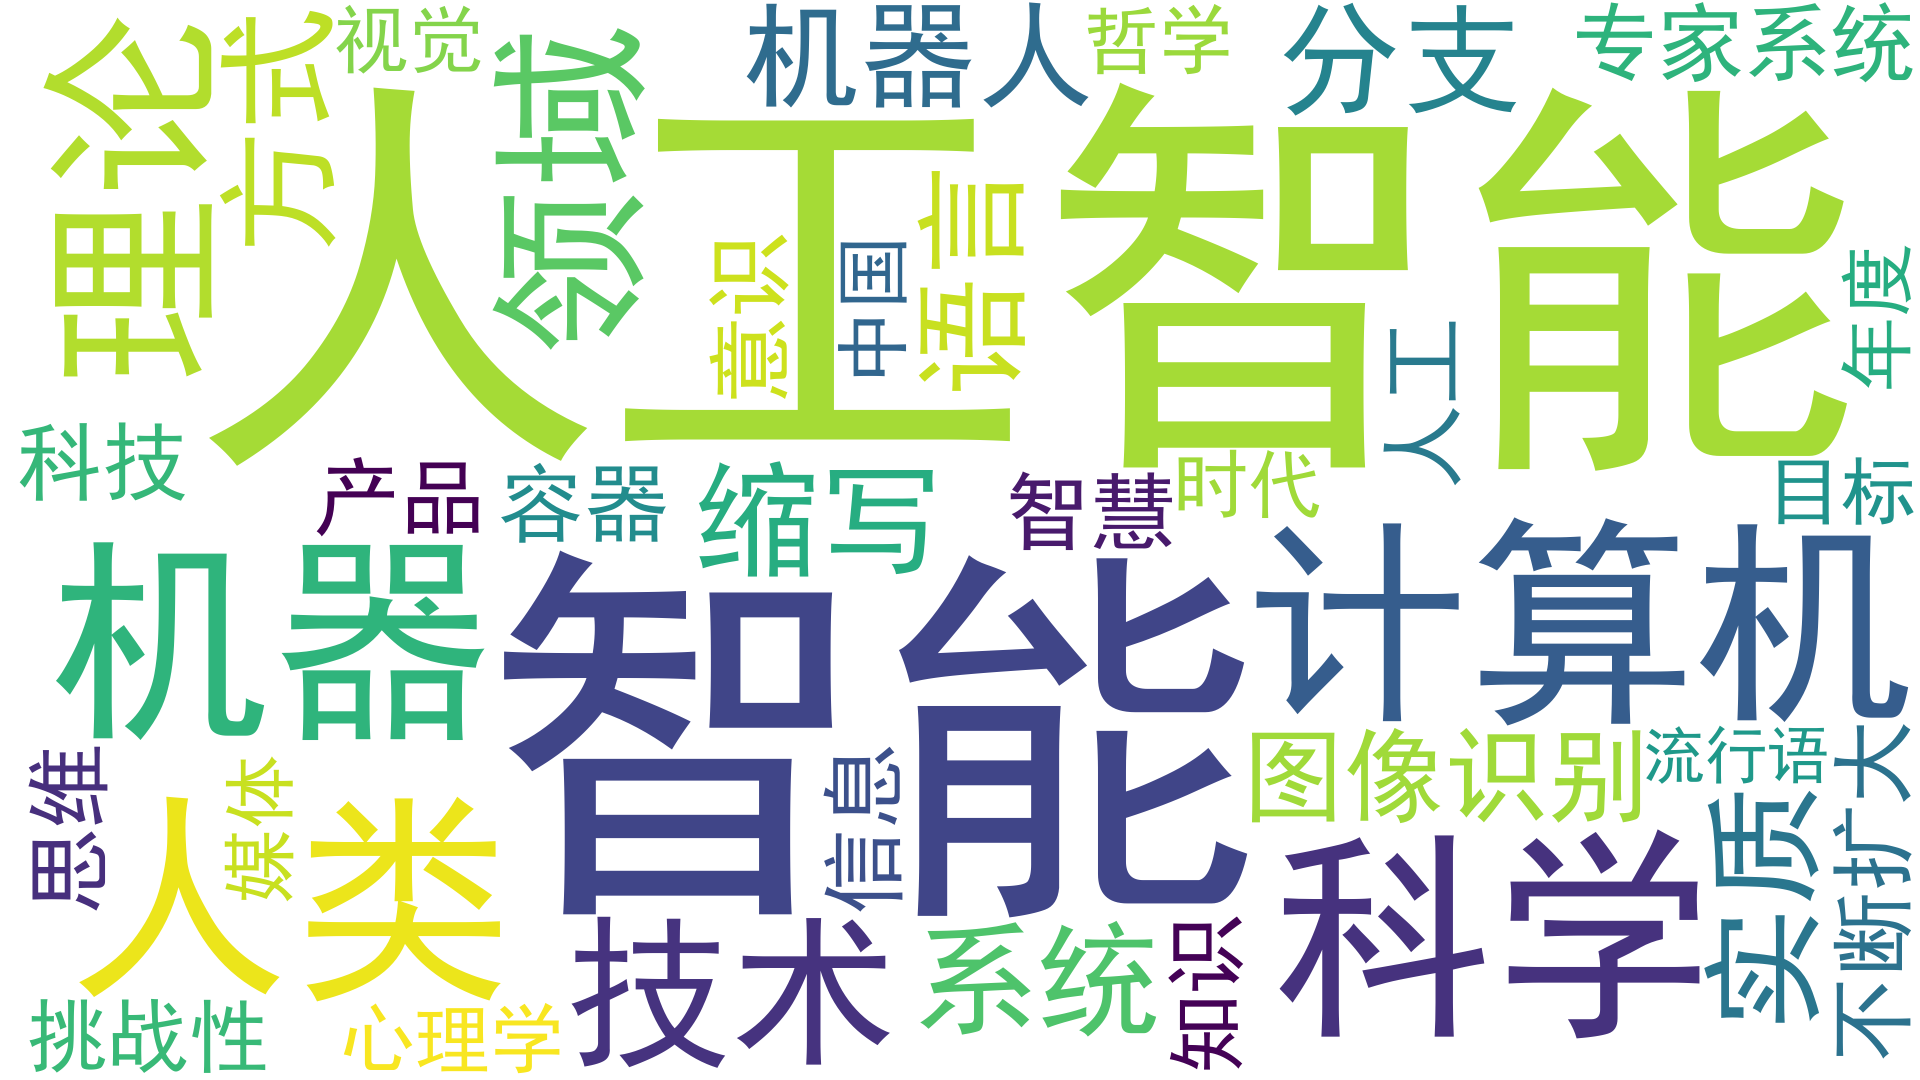 理论
方式
视觉
领域
机器人
哲学
分支
专家系统
人工智能
意识
中国
语言
人工
年度
科技
产品
容器
缩写
智慧
时代
目标
机器
智能
计算机
思维
媒体
人类
信息
图像识别
流行语
不断扩大
实质
科学
技术
系统
知识
挑战性
心理学